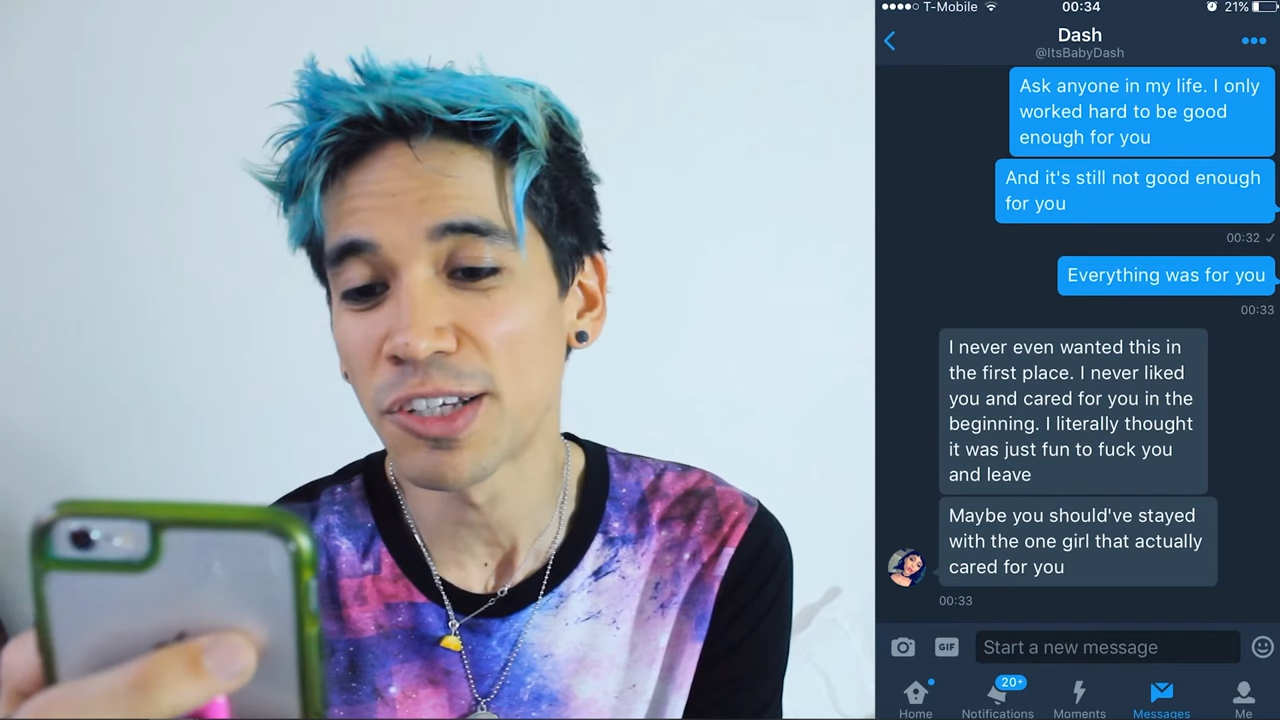 T-Mobile 00:34 21%
Dash
@ItsBabyDash
Ask anyone in my life. I only
worked hard to be good
enough for you
And it's still not good enough
for you
00:32
Everything was for you
00:33
I never even wanted this in
the first place. I never liked
you and cared for you in the
beginning. I literally thought
it was just fun to fuck you
and leave
Maybe you should've stayed
with the one girl that actually
cared for you
00:33
GIF Start a new message
20+
Home Notifications Moments Messages Me